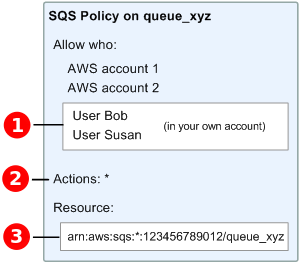 SQS Policy on queue_xyz
Allow who:
AWS account 1
AWS account 2
1
User Bob
User Susan
(in your own account)
2
Actions: *
Resource:
3
arn:aws:sqs:*:123456789012/queue_xyz